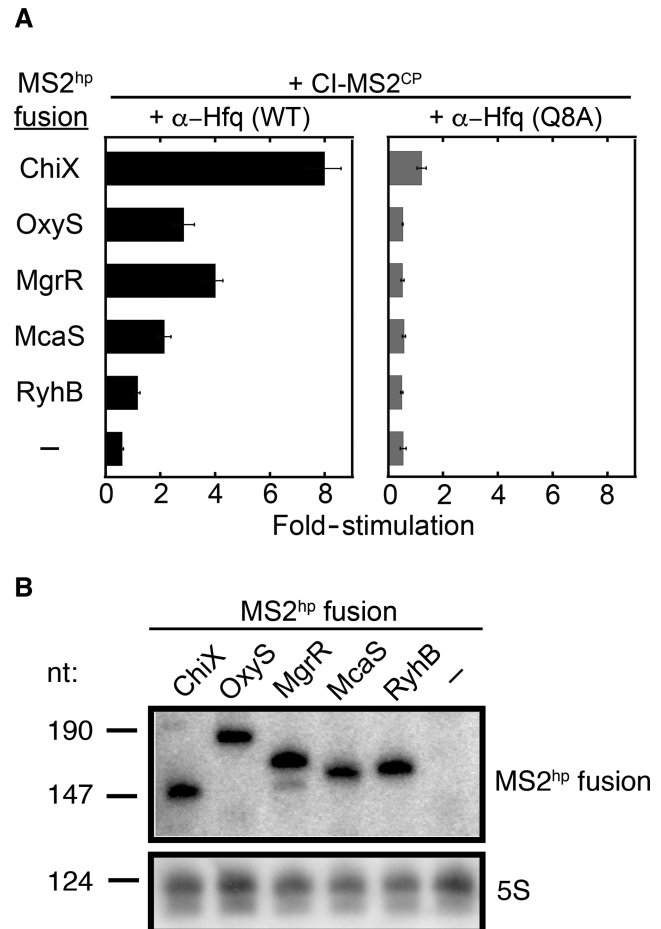 A
MS2hp fusion
+ CI-MS2CP
+ α–Hfq (WT)
+ α–Hfq (Q8A)
ChiX
OxyS
MgrR
McaS
RyhB
–
0 2 4 6 8
0 2 4 6 8
Fold-stimulation
B
MS2hp fusion
nt:
ChiX OxyS MgrR McaS RyhB –
190
147
MS2hp fusion
124
5S